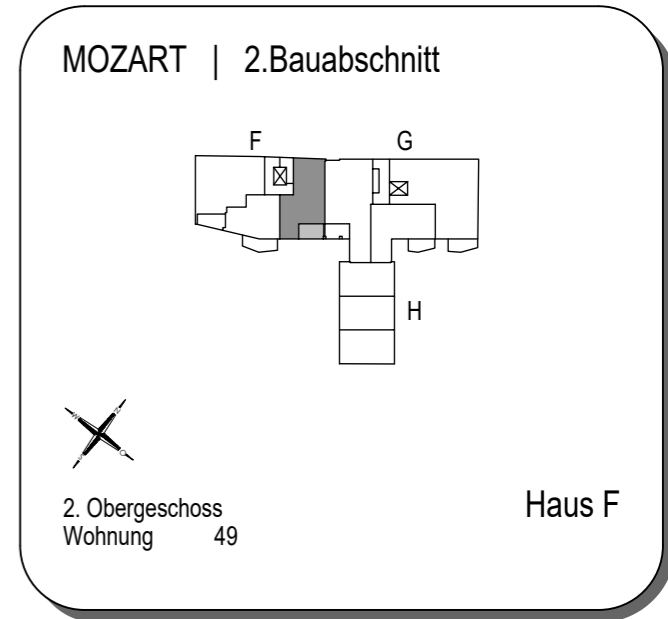 MOZART | 2.Bauabschnitt
F G
H
N
W
O
S
2. Obergeschoss
Wohnung 49
Haus F